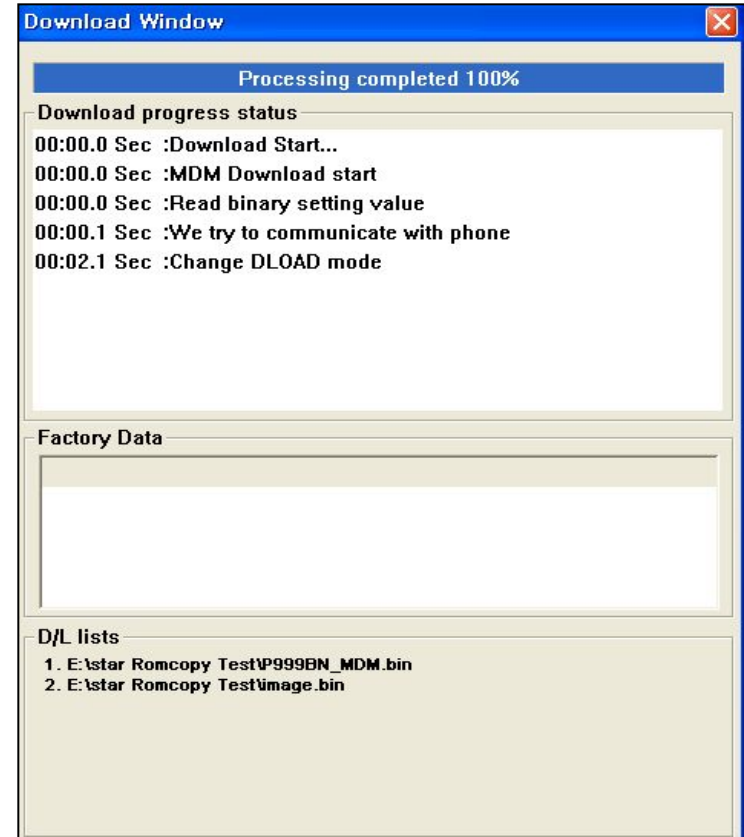 Download Window
Processing completed 100%
Download progress status
00:00.0 Sec :Download Start...
00:00.0 Sec :MDM Download start
00:00.0 Sec :Read binary setting value
00:00.1 Sec :We try to communicate with phone
00:02.1 Sec :Change DLOAD mode
Factory Data
D/L lists
1. E:\star Romcopy Test\P999BN_MDM.bin
2. E:\star Romcopy Test\image.bin